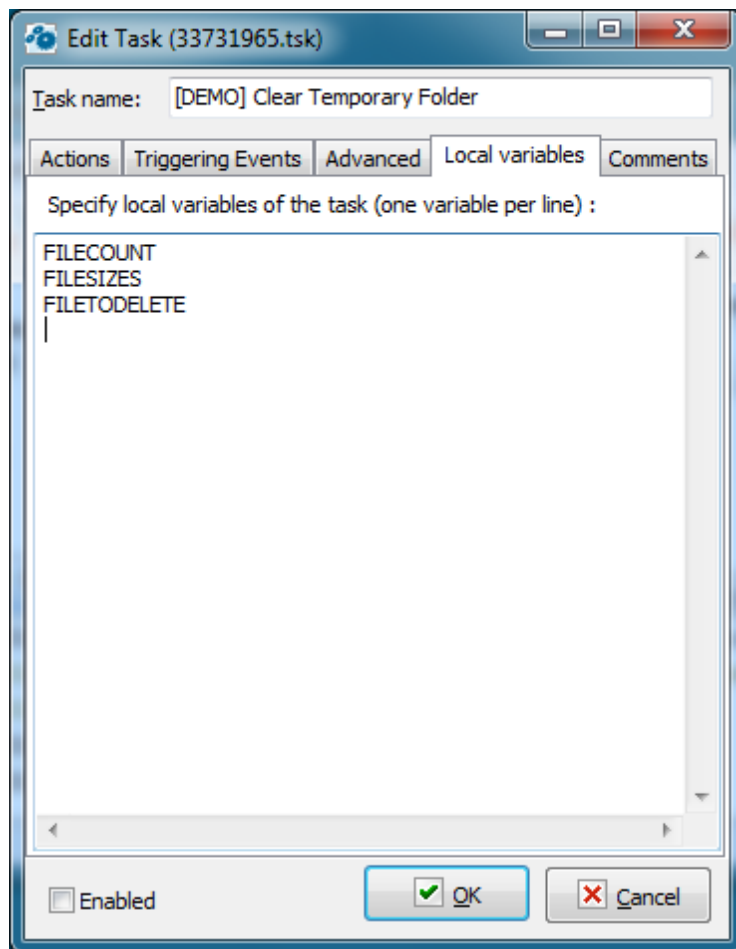 Edit Task (33731965.tsk)
Task name: [DEMO] Clear Temporary Folder
Actions Triggering Events Advanced Local variables Comments
Specify local variables of the task (one variable per line) :
FILECOUNT
FILESIZES
FILETODELETE
Enabled OK Cancel